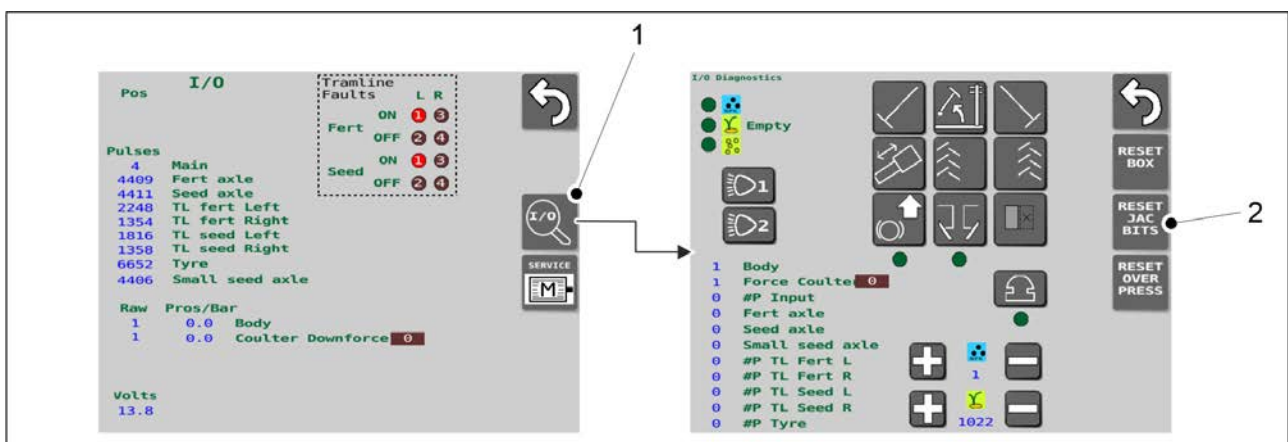 1
I/O
Pos
Tramline
Faults L R
ON 1 3
Fert
OFF 2 4
ON 1 3
Seed
OFF 2 4
Pulses
4 Main
4409 Fert axle
4411 Seed axle
2248 TL fert Left
1354 TL fert Right
1816 TL seed Left
1358 TL seed Right
6652 Tyre
4406 Small seed axle
Raw Pros/Bar
1 0.0 Body
1 0.0 Coulter Downforce 0
Volts
13.8
I/O
SERVICE
M
I/O Diagnostics
Empty
1
2
1 Body
1 Force Coulte 0
0 #P Input
0 Fert axle
0 Seed axle
0 Small seed axle
0 #P TL Fert L
0 #P TL Fert R
0 #P TL Seed L
0 #P TL Seed R
0 #P Tyre
1
1022
RESET
BOX
RESET
JAC
BITS
RESET
OVER
PRESS
2